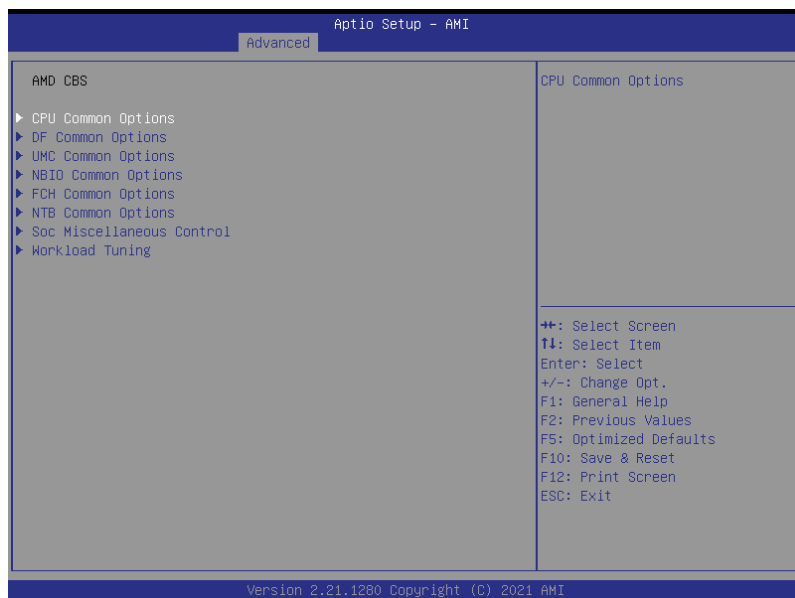 Aptio Setup – AMI
Advanced
AMD CBS
CPU Common Options
DF Common Options
UMC Common Options
NBIO Common Options
FCH Common Options
NTB Common Options
Soc Miscellaneous Control
Workload Tuning
CPU Common Options
→←: Select Screen
↑↓: Select Item
Enter: Select
+/-: Change Opt.
F1: General Help
F2: Previous Values
F5: Optimized Defaults
F10: Save & Reset
F12: Print Screen
ESC: Exit
Version 2.21.1280 Copyright (C) 2021 AMI